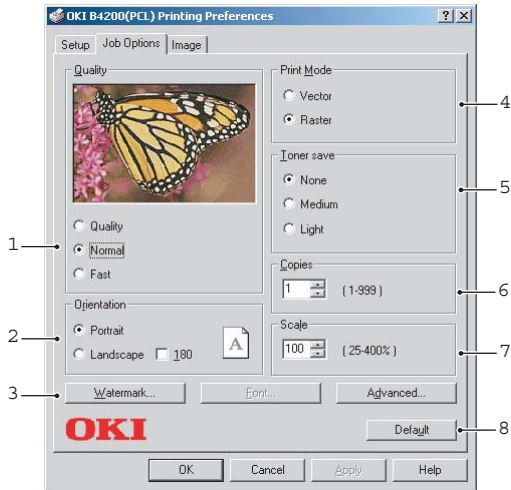 OKI B4200(PCL) Printing Preferences
Setup Job Options Image
Quality
Quality
Normal
Fast
1
Orientation
Portrait
Landscape 180
A
2
Print Mode
Vector
Raster
4
Toner save
None
Medium
Light
5
Copies
1 (1-999)
6
Scale
100 (25-400%)
7
3
Watermark... Font... Advanced...
OKI
Default
8
OK Cancel Apply Help